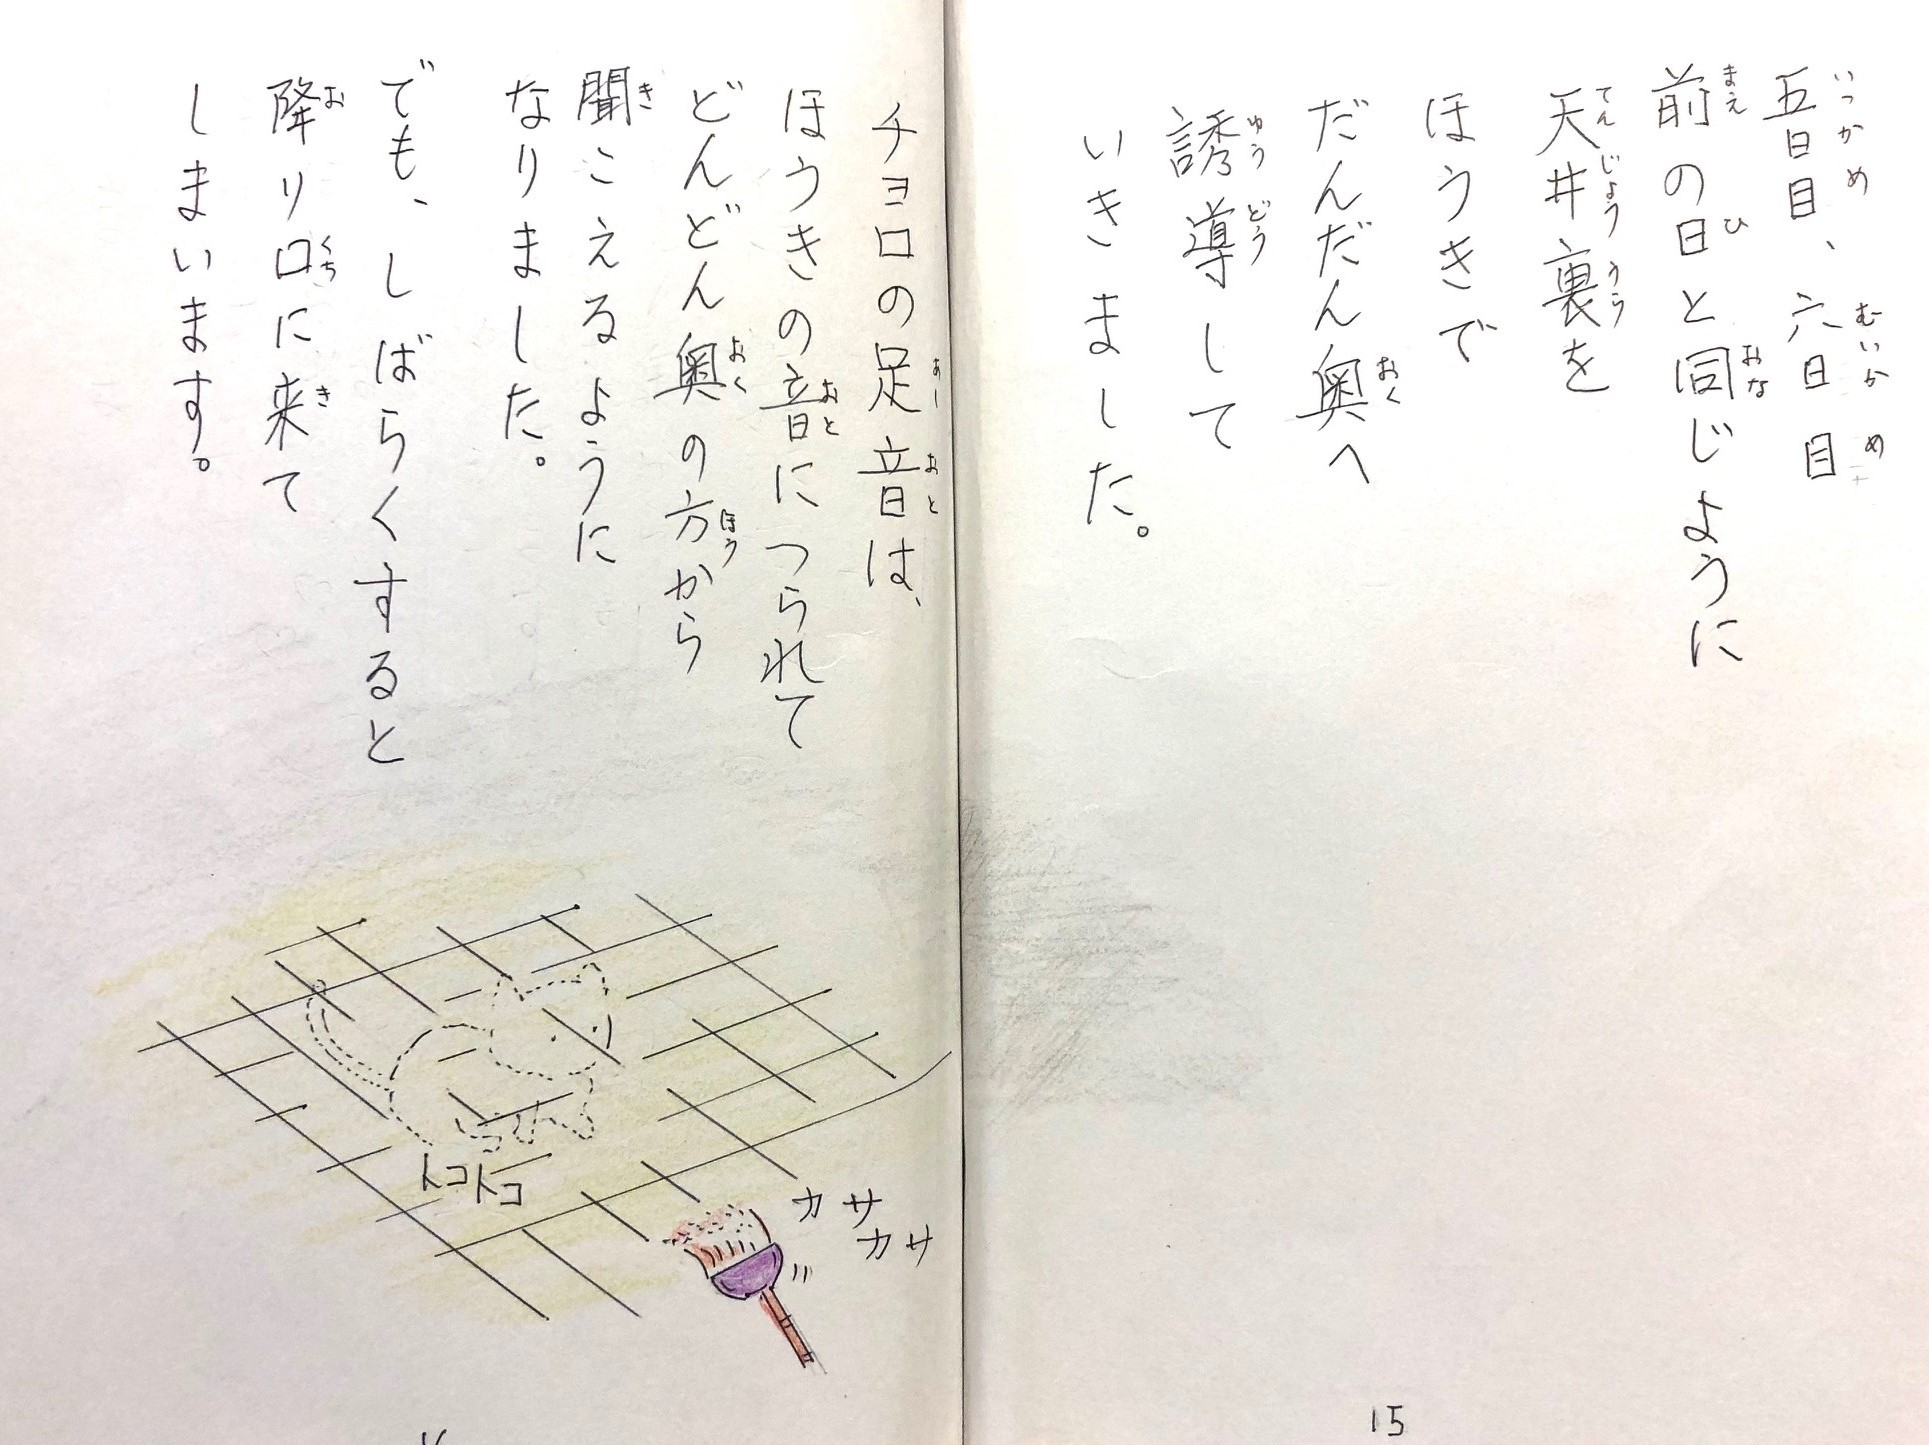 五日目、六日目
前の日と同じように
天井裏を
ほうきで
だんだん奥へ
誘導して
いきました。
チョロの足音は、
ほうきの音につられて
どんどん奥の方から
聞こえるように
なりました。
でも、しばらくすると
降り口に来て
しまいます。
トコトコ
カサ
カサ
15